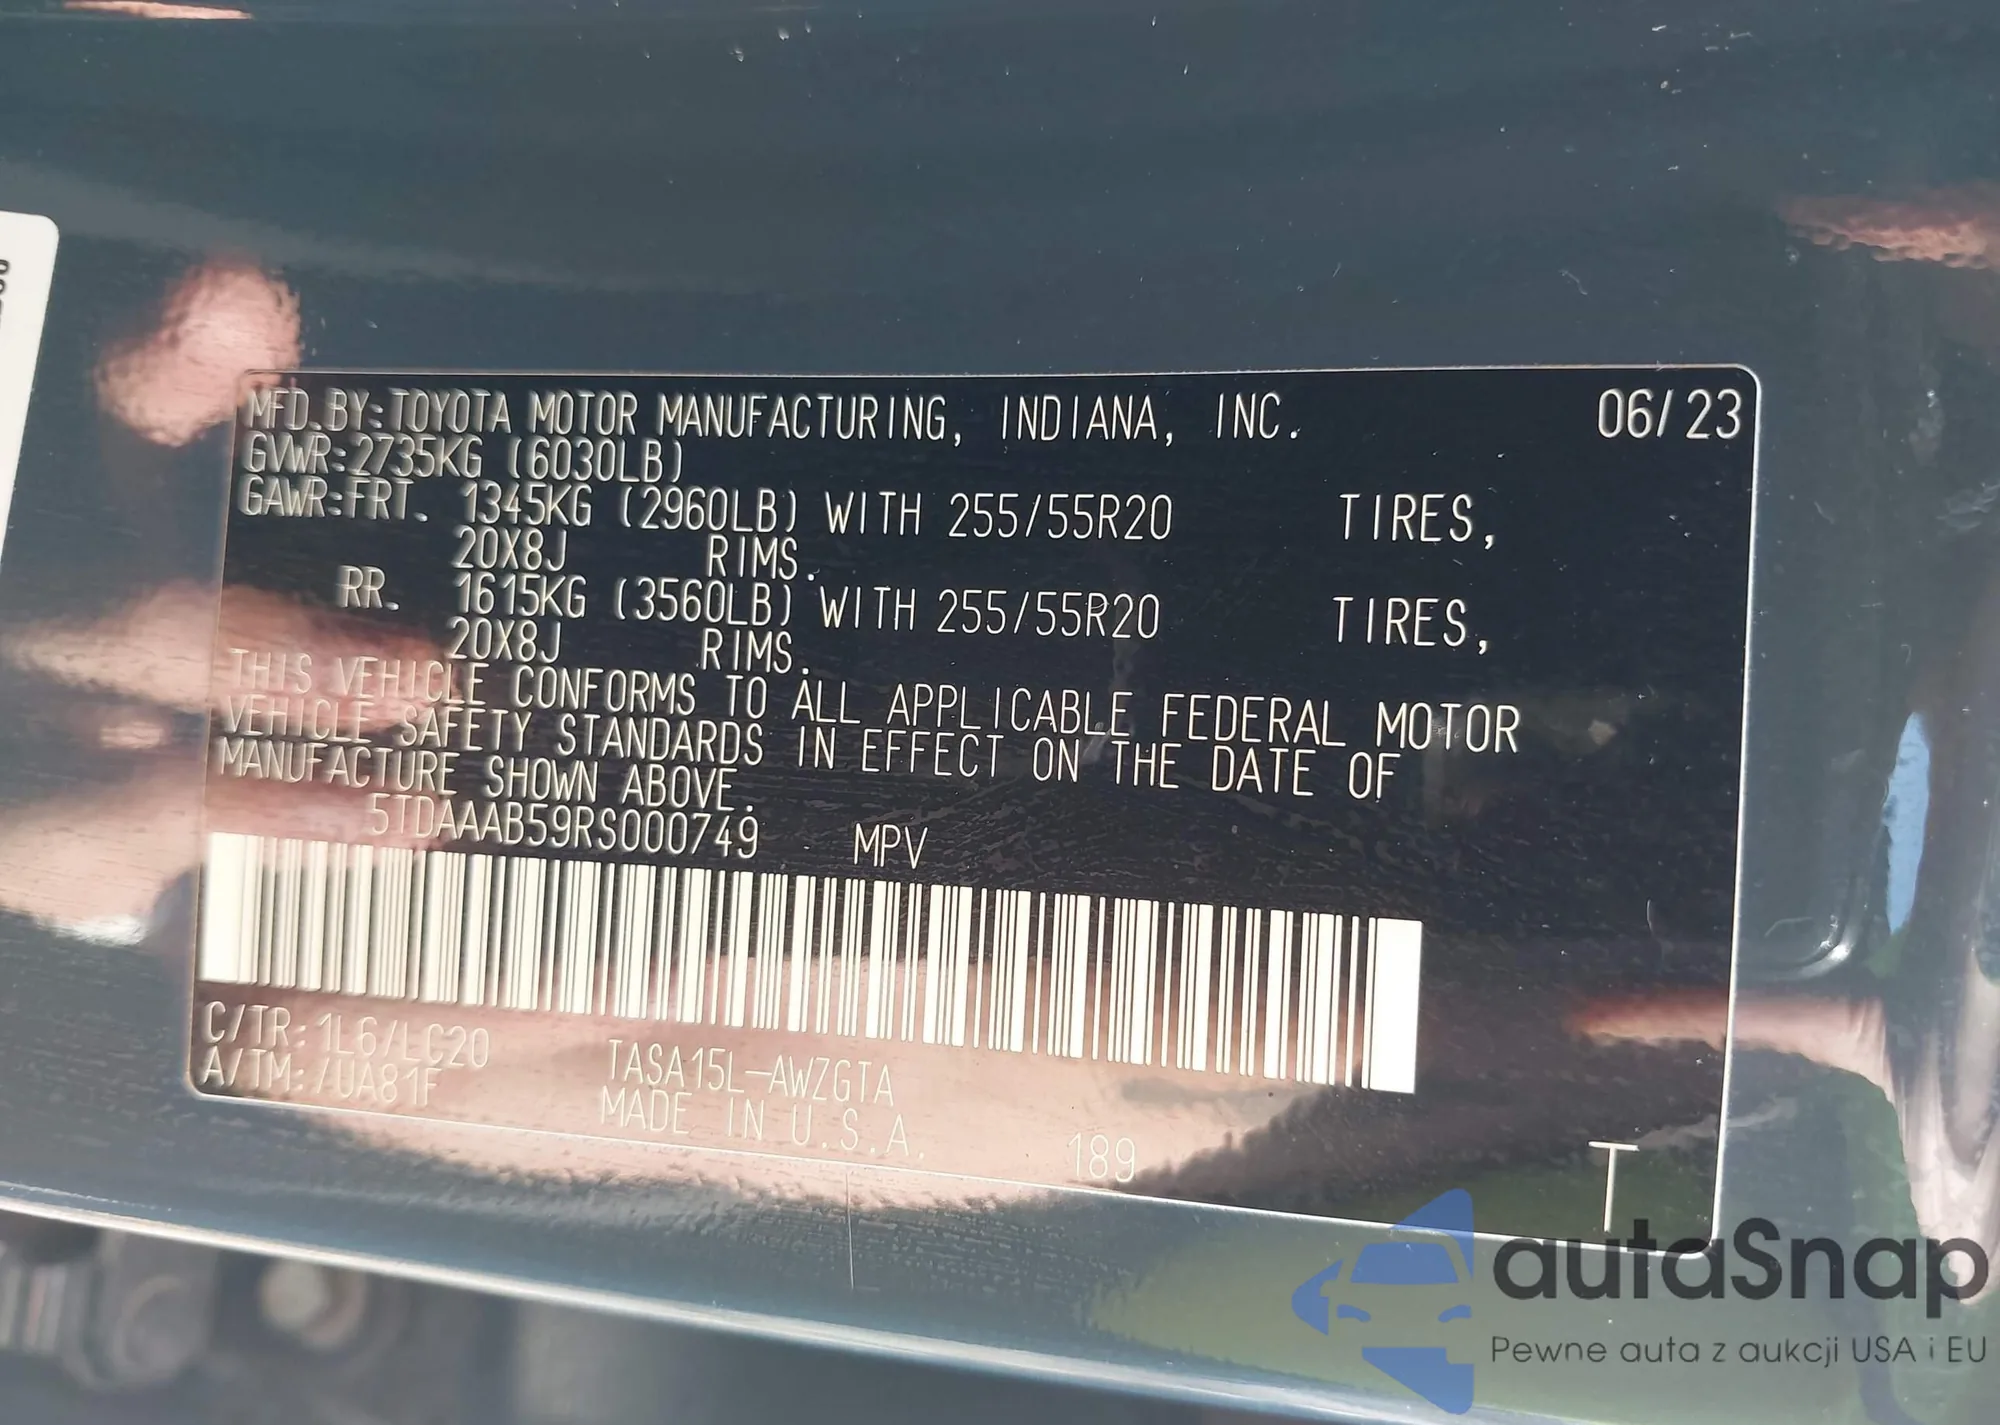 MFD.BY:TOYOTA MOTOR MANUFACTURING, INDIANA, INC. 06/23
GVWR:2735KG (6030LB)
GAWR:FRT. 1345KG (2960LB) WITH 255/55R20 TIRES,
20X8J RIMS.
RR. 1615KG (3560LB) WITH 255/55R20 TIRES,
20X8J RIMS.
THIS VEHICLE CONFORMS TO ALL APPLICABLE FEDERAL MOTOR
VEHICLE SAFETY STANDARDS IN EFFECT ON THE DATE OF
MANUFACTURE SHOWN ABOVE.
5TDAAAB59RS000749 MPV
C/TR:1L6/LC20 TASA15L-AWZGTA
A/TM:/UA81F MADE IN U.S.A.
189
T
autaSnap
Pewne auta z aukcji USA i EU